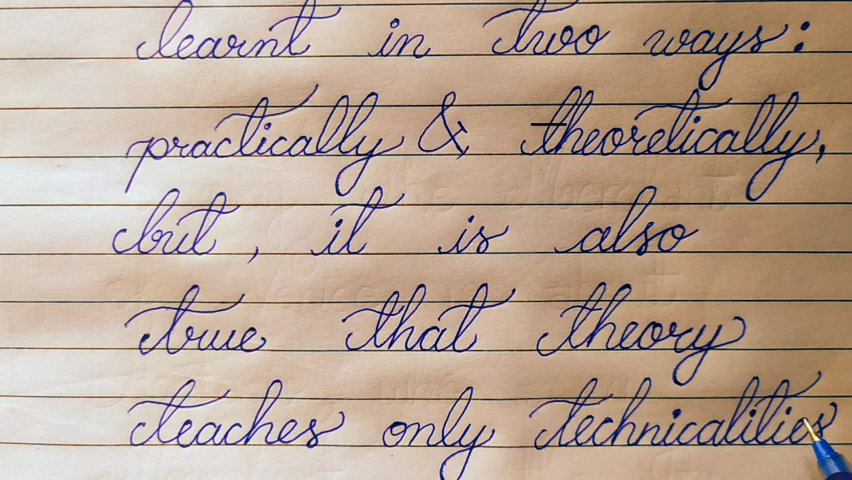 learnt in two ways:
practically & theoretically,
but, it is also
true that theory
teaches only technicalities